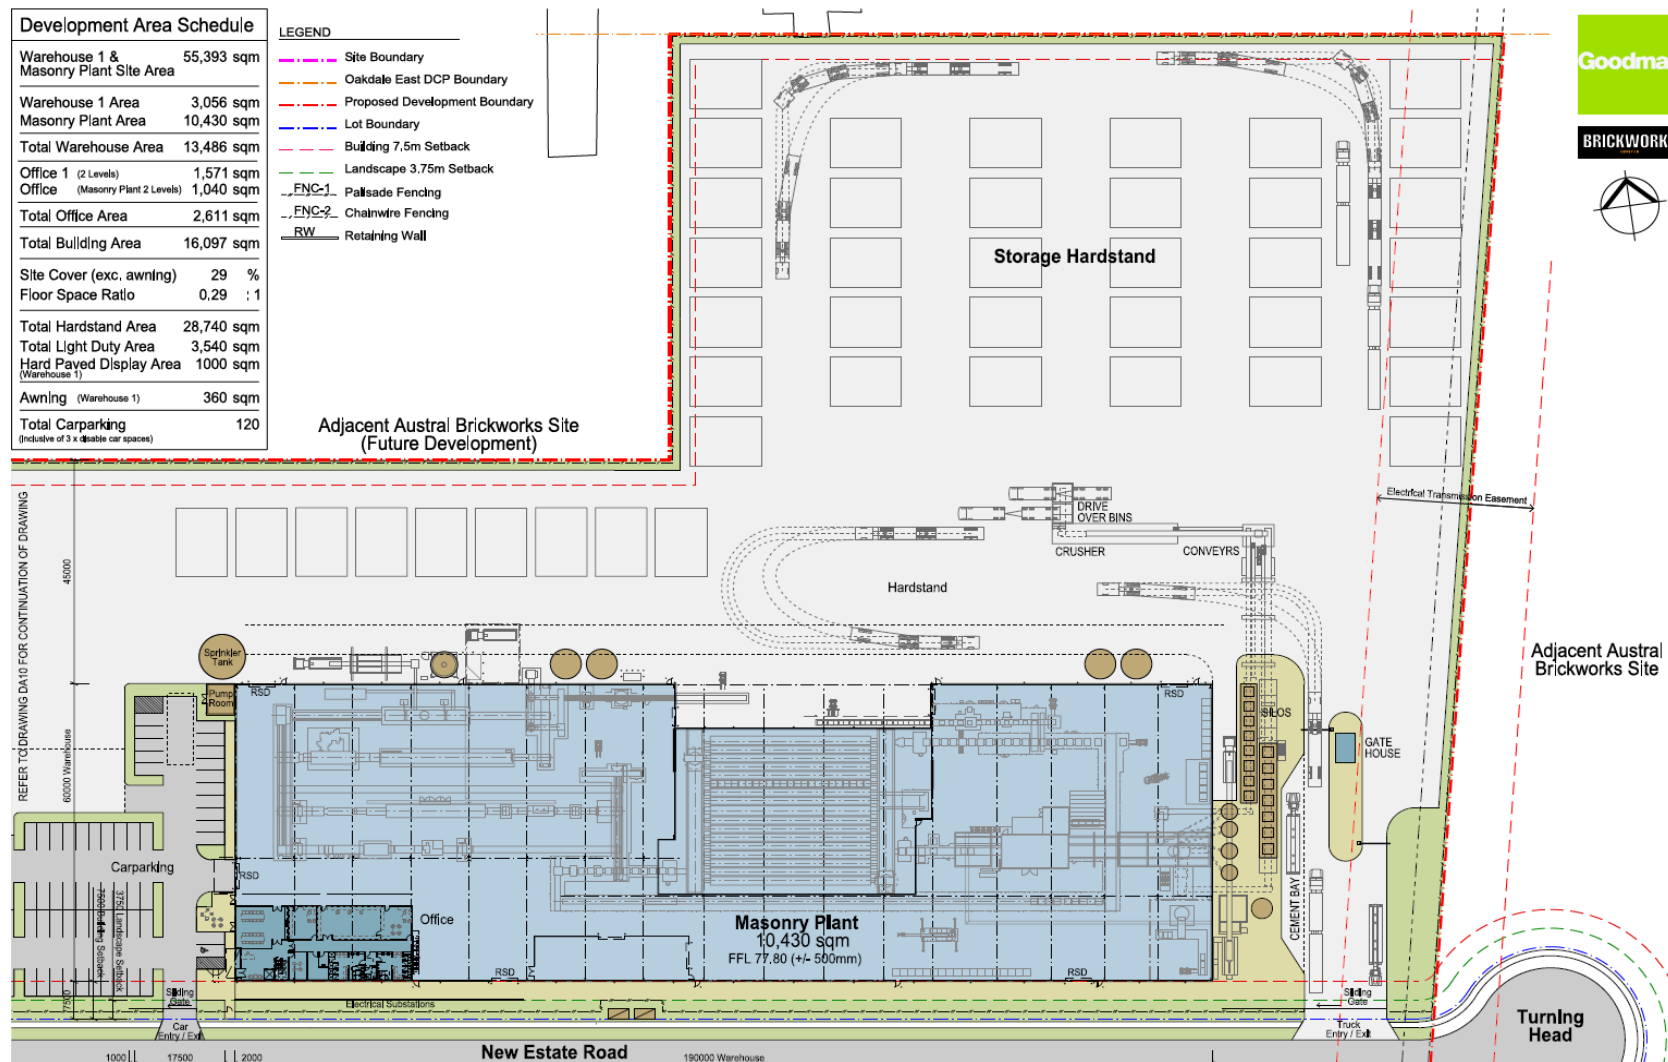 Development Area Schedule
Warehouse 1 & 55,393 sqm
Masonry Plant Site Area
Warehouse 1 Area 3,056 sqm
Masonry Plant Area 10,430 sqm
Total Warehouse Area 13,486 sqm
Office 1 (2 Levels) 1,571 sqm
Office (Masonry Plant 2 Levels) 1,040 sqm
Total Office Area 2,611 sqm
Total Building Area 16,097 sqm
Site Cover (exc. awning) 29 %
Floor Space Ratio 0.29 : 1
Total Hardstand Area 28,740 sqm
Total Light Duty Area 3,540 sqm
Hard Paved Display Area 1000 sqm
(Warehouse 1)
Awning (Warehouse 1) 360 sqm
Total Carparking 120
(inclusive of 3 x disable car spaces)
LEGEND
Site Boundary
Oakdale East DCP Boundary
Proposed Development Boundary
Lot Boundary
Building 7.5m Setback
Landscape 3.75m Setback
FNC-1 Palisade Fencing
FNC-2 Chainwire Fencing
RW Retaining Wall
Goodma
BRICKWORK
Storage Hardstand
Adjacent Austral Brickworks Site
(Future Development)
Electrical Transmission Easement
DRIVE
OVER BINS
CRUSHER
CONVEYRS
Hardstand
REFER TO DRAWING DA10 FOR CONTINUATION OF DRAWING
45000
60000 Warehouse
Sprinkler
Tank
Pump
Room
RSD
RSD
SILOS
GATE
HOUSE
Adjacent Austral
Brickworks Site
Carparking
RSD
Office
3750 Landscape Setback
7500 Building Setback
17500
Masonry Plant
10,430 sqm
FFL 77.80 (+/- 500mm)
RSD
RSD
CEMENT BAY
Sliding
Gate
Electrical Substations
Sliding
Gate
Car
Entry / Exit
Truck
Entry / Exit
Turning
Head
1000
17500
2000
New Estate Road
190000 Warehouse